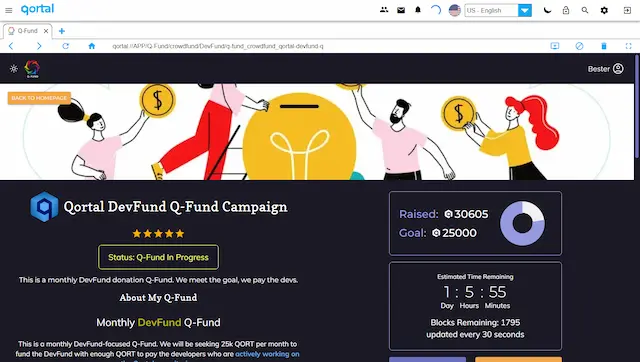 qortal
US - English
Q-Fund
qortal://APP/Q-Fund/crowdfund/DevFund/q-fund_crowdfund_qortal-devfund-q
Q-FUND
Bester
BACK TO HOMEPAGE
$
$
Qortal DevFund Q-Fund Campaign
Status: Q-Fund In Progress
This is a monthly DevFund donation Q-Fund. We meet the goal, we pay the devs.
About My Q-Fund
Monthly DevFund Q-Fund
This is a monthly DevFund-focused Q-Fund. We will be seeking 25k QORT per month to
fund the DevFund with enough QORT to pay the developers who are actively working on
Raised: 30605
Goal: 25000
Estimated Time Remaining
1 : 5 : 55
Day Hours Minutes
Blocks Remaining: 1795
updated every 30 seconds